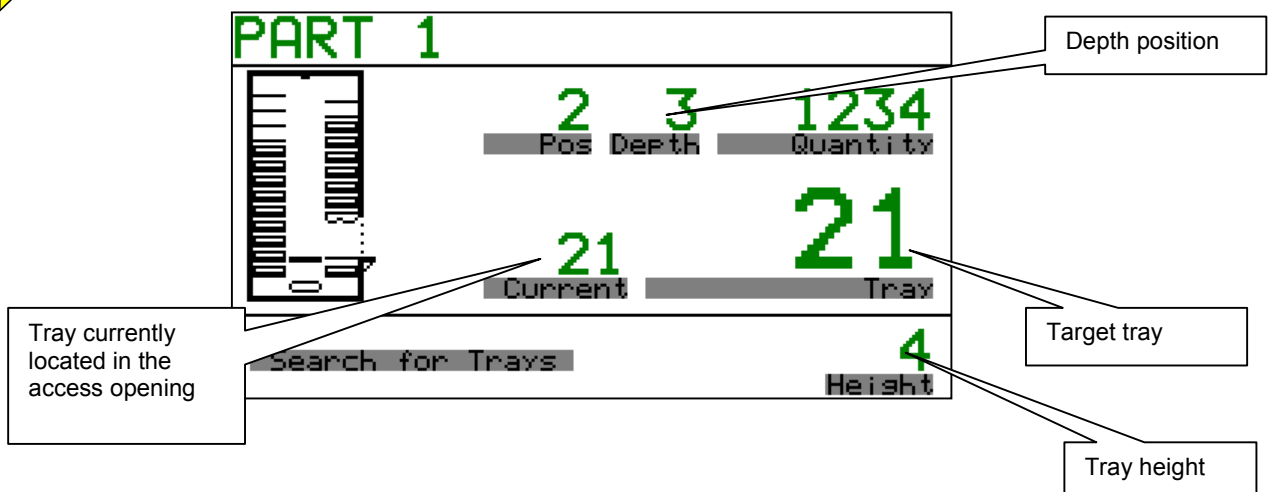 PART 1
Depth position
2 3 1234
Pos Depth Quantity
21 21
Current Tray
Tray currently
located in the
access opening
Target tray
Search for Trays
4
Height
Tray height